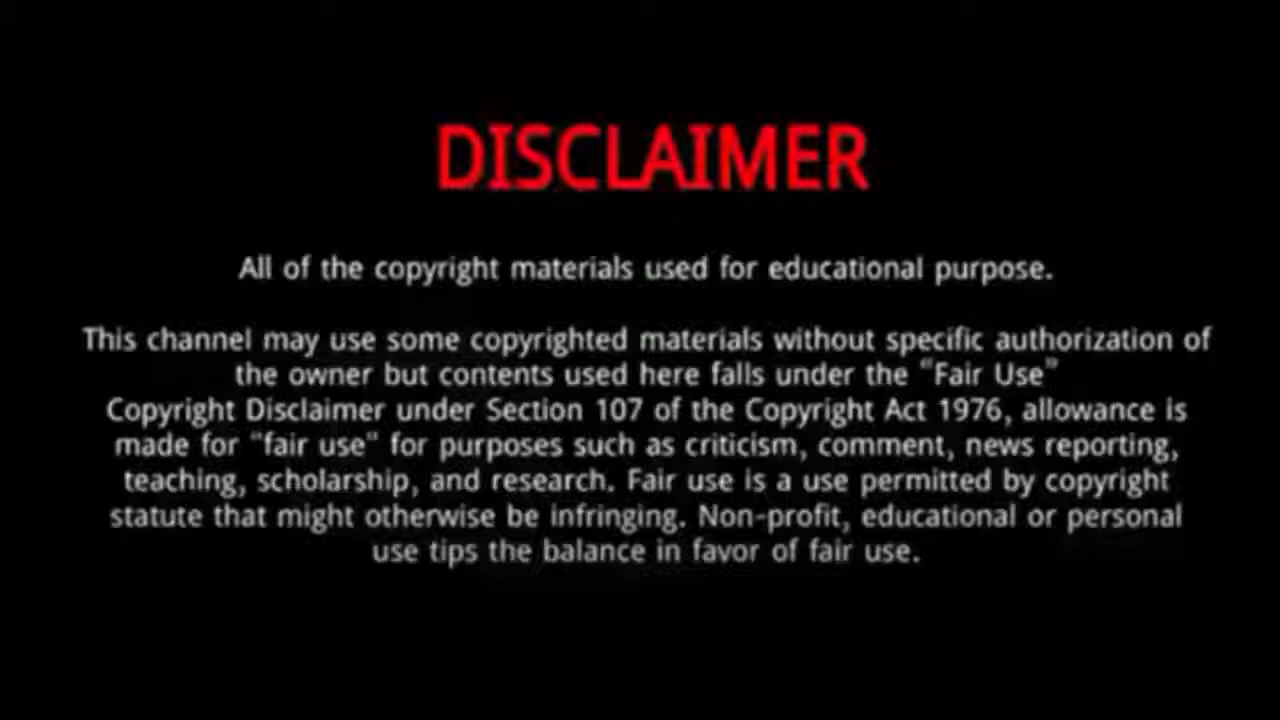 DISCLAIMER
All of the copyright materials used for educational purpose.
This channel may use some copyrighted materials without specific authorization of
the owner but contents used here falls under the "Fair Use"
Copyright Disclaimer under Section 107 of the Copyright Act 1976, allowance is
made for "fair use" for purposes such as criticism, comment, news reporting,
teaching, scholarship, and research. Fair use is a use permitted by copyright
statute that might otherwise be infringing. Non-profit, educational or personal
use tips the balance in favor of fair use.